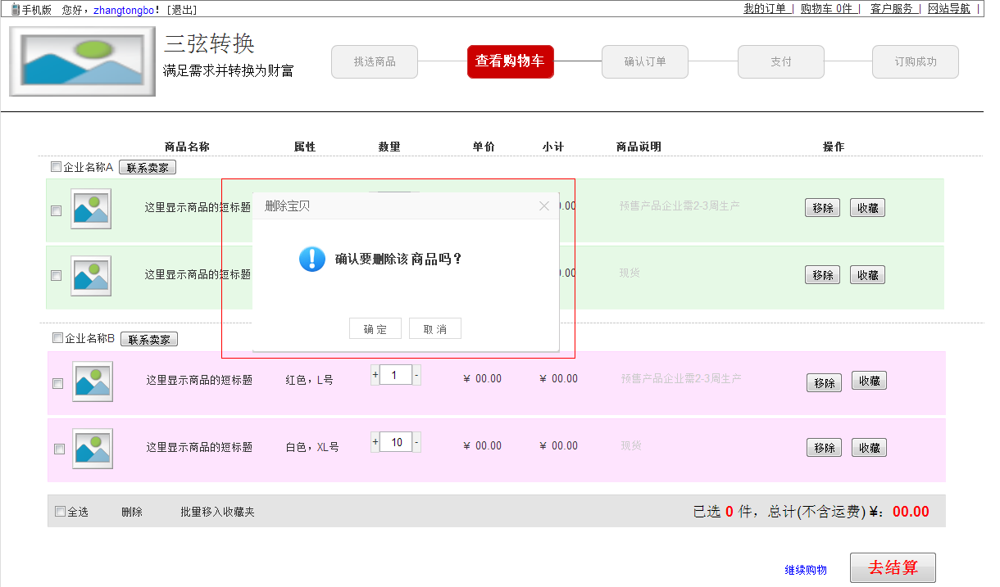 手机版 您好，zhangtongbo！[退出] 我的订单 | 购物车 0件 | 客户服务 | 网站导航 |
三弦转换
满足需求并转换为财富
挑选商品 查看购物车 确认订单 支付 订购成功
商品名称 属性 数量 单价 小计 商品说明 操作
企业名称A 联系卖家
这里显示商品的短标题 0.00 预售产品企业需2-3周生产 移除 收藏
删除宝贝
确认要删除该商品吗？
这里显示商品的短标题 0.00 现货 移除 收藏
确 定 取 消
企业名称B 联系卖家
这里显示商品的短标题 红色，L号 + 1 - ￥ 00.00 ￥ 00.00 预售产品企业需2-3周生产 移除 收藏
这里显示商品的短标题 白色，XL号 + 10 - ￥ 00.00 ￥ 00.00 现货 移除 收藏
全选 删除 批量移入收藏夹 已选 0 件，总计(不含运费)￥：00.00
继续购物 去结算